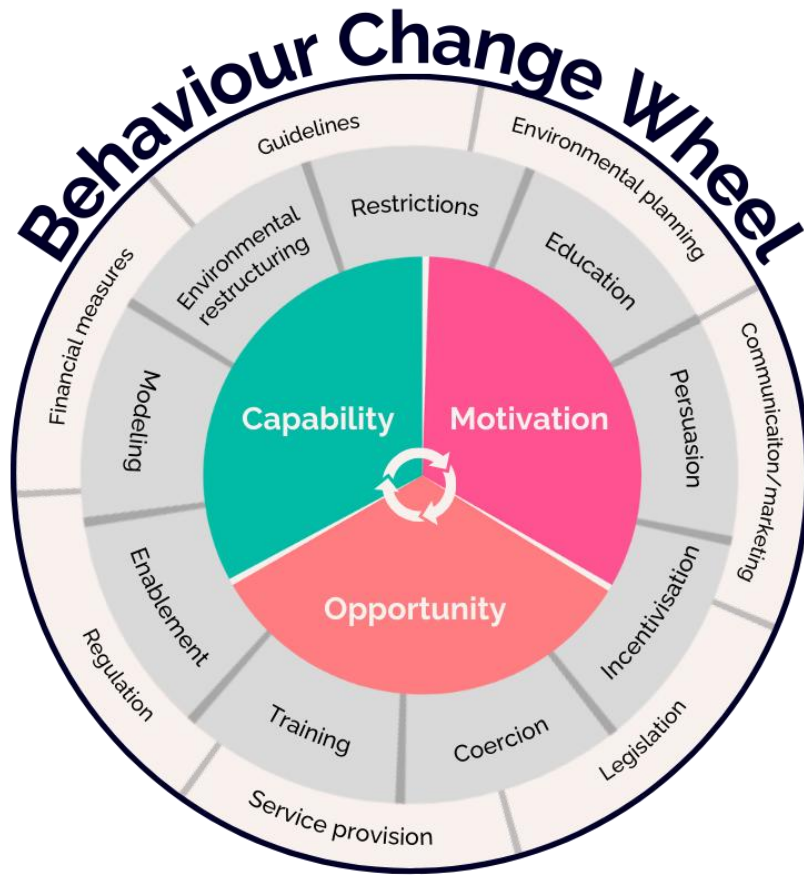 Behaviour Change Wheel
Guidelines
Environmental planning
Communicaiton/marketing
Legislation
Service provision
Regulation
Financial measures
Restrictions
Education
Persuasion
Incentivisation
Coercion
Training
Enablement
Modeling
Environmental
restructuring
Capability
Motivation
Opportunity